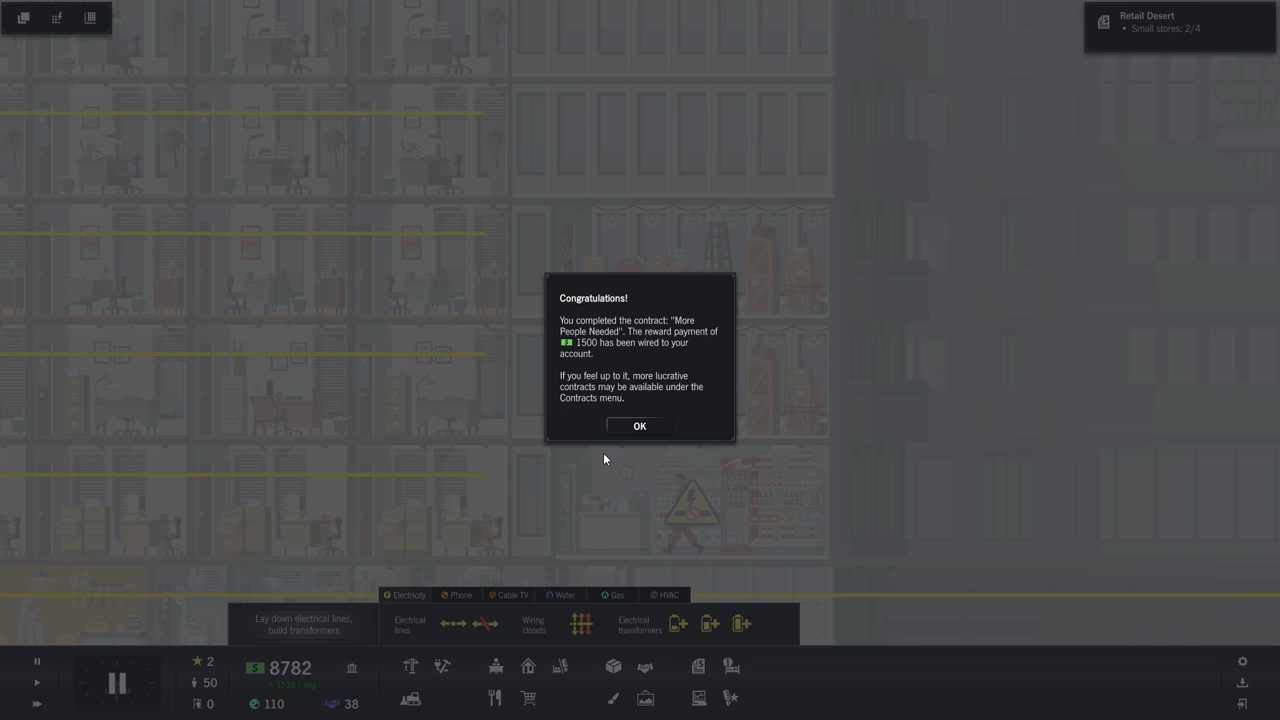 Retail Desert
• Small stores: 2/4
Congratulations!
You completed the contract: "More
People Needed". The reward payment of
1500 has been wired to your
account.
If you feel up to it, more lucrative
contracts may be available under the
Contracts menu.
OK
Electricity
Phone
Cable TV
Water
Gas
HVAC
Lay down electrical lines,
build transformers
Electrical
lines
Wiring
closets
Electrical
transformers
2
8782
50
110
38
0